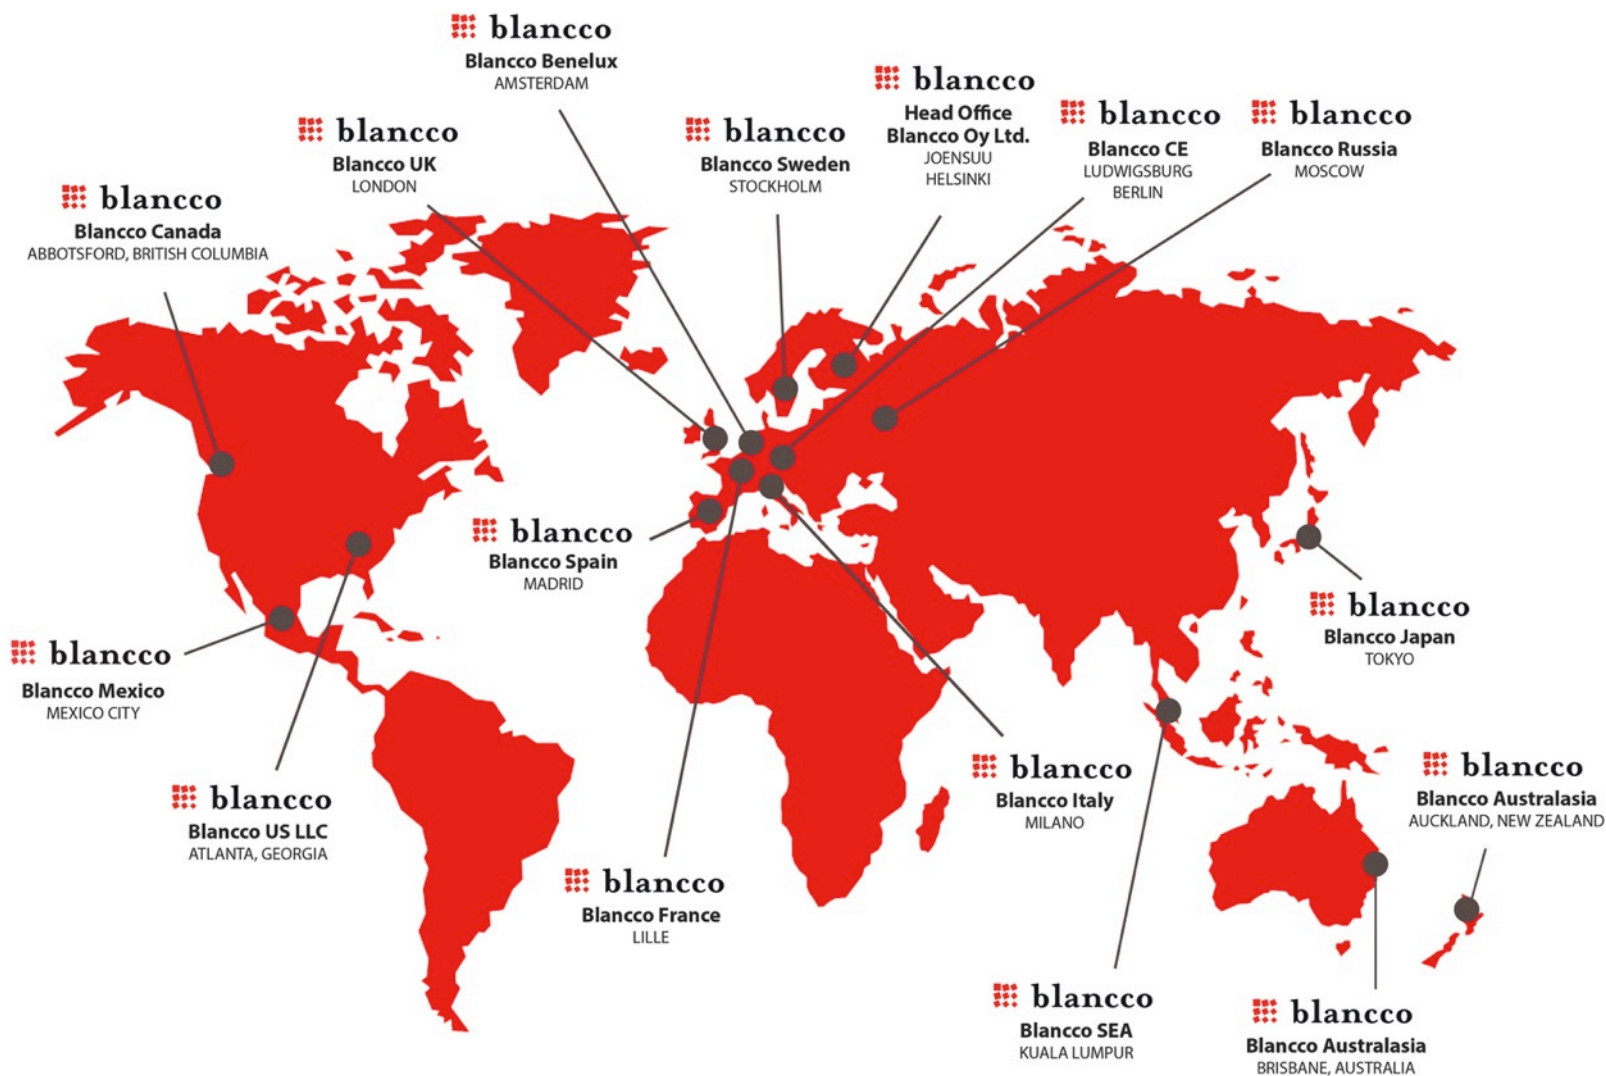 blancco
Blancco Benelux
AMSTERDAM
blancco
Head Office
Blancco Oy Ltd.
JOENSUU
HELSINKI
blancco
Blancco UK
LONDON
blancco
Blancco Sweden
STOCKHOLM
blancco
Blancco CE
LUDWIGSBURG
BERLIN
blancco
Blancco Russia
MOSCOW
blancco
Blancco Canada
ABBOTSFORD, BRITISH COLUMBIA
blancco
Blancco Spain
MADRID
blancco
Blancco Japan
TOKYO
blancco
Blancco Mexico
MEXICO CITY
blancco
Blancco US LLC
ATLANTA, GEORGIA
blancco
Blancco Italy
MILANO
blancco
Blancco Australasia
AUCKLAND, NEW ZEALAND
blancco
Blancco France
LILLE
blancco
Blancco SEA
KUALA LUMPUR
blancco
Blancco Australasia
BRISBANE, AUSTRALIA